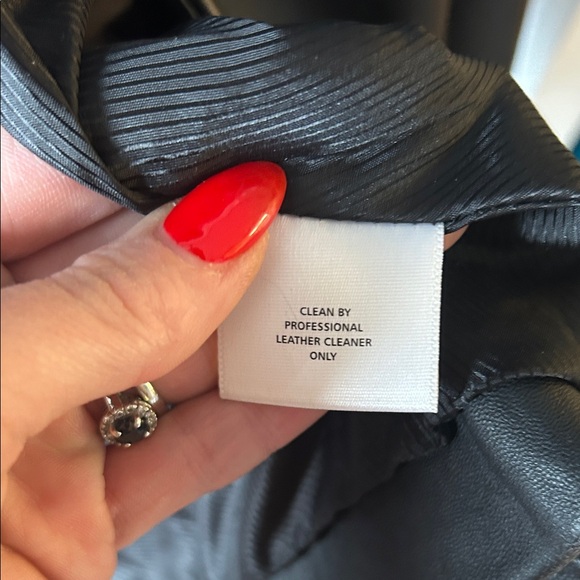 CLEAN BY
PROFESSIONAL
LEATHER CLEANER
ONLY